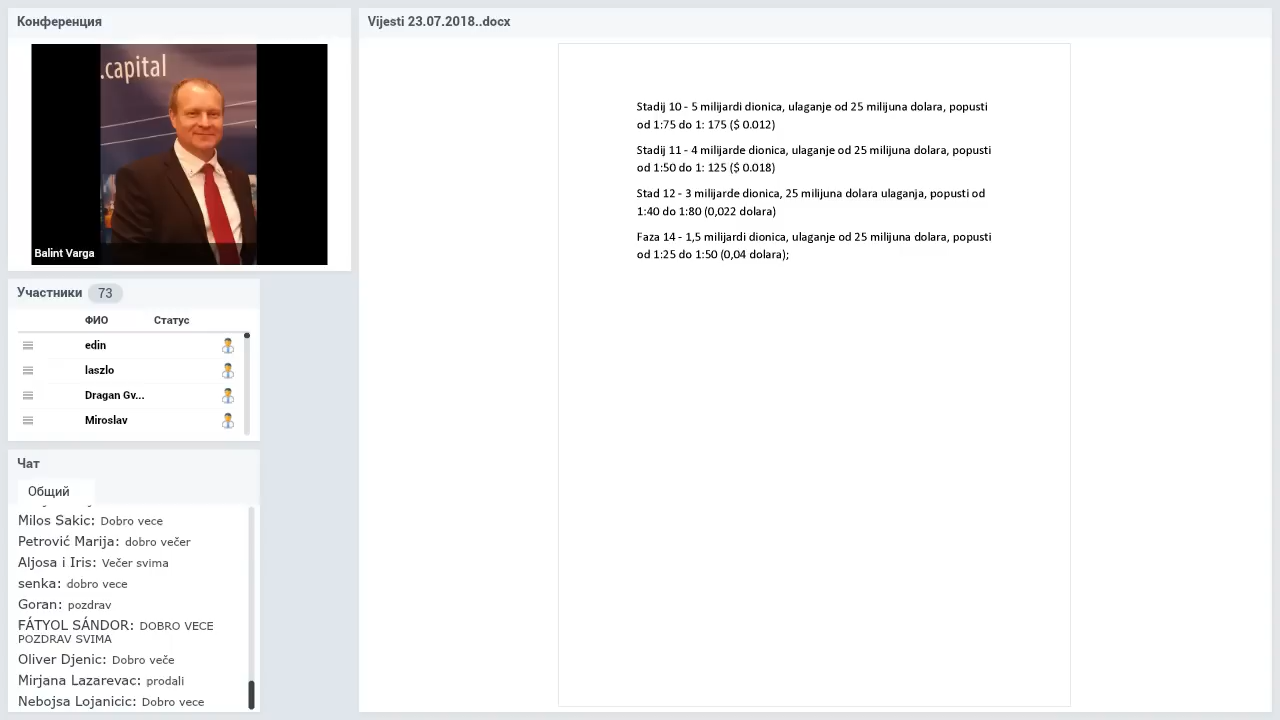 Конференция
.capital
Balint Varga
Участники 73
ФИО Статус
edin
laszlo
Dragan Gv...
Miroslav
Чат
Общий
Milos Sakic: Dobro vece
Petrović Marija: dobro večer
Aljosa i Iris: Večer svima
senka: dobro vece
Goran: pozdrav
FÁTYOL SÁNDOR: DOBRO VECE
POZDRAV SVIMA
Oliver Djenic: Dobro veče
Mirjana Lazarevac: prodali
Nebojsa Lojanicic: Dobro vece
Vijesti 23.07.2018..docx
Stadij 10 - 5 milijardi dionica, ulaganje od 25 milijuna dolara, popusti
od 1:75 do 1: 175 ($ 0.012)
Stadij 11 - 4 milijarde dionica, ulaganje od 25 milijuna dolara, popusti
od 1:50 do 1: 125 ($ 0.018)
Stad 12 - 3 milijarde dionica, 25 milijuna dolara ulaganja, popusti od
1:40 do 1:80 (0,022 dolara)
Faza 14 - 1,5 milijardi dionica, ulaganje od 25 milijuna dolara, popusti
od 1:25 do 1:50 (0,04 dolara);